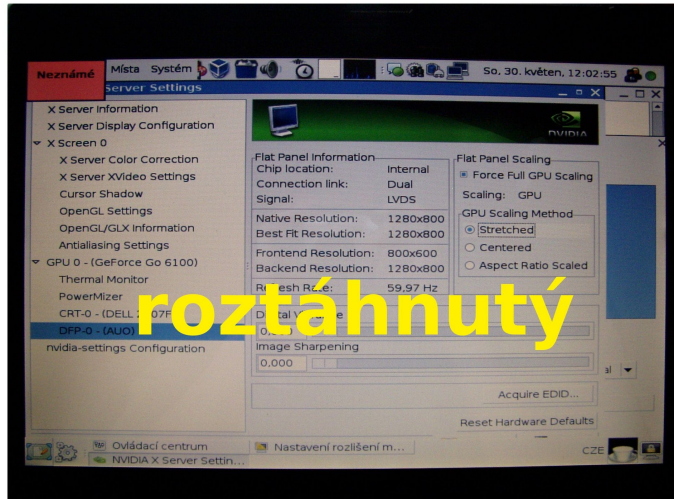 Neznámé
Místa Systém
So, 30. květen, 12:02:55
Server Settings
X Server Information
X Server Display Configuration
X Screen 0
X Server Color Correction
X Server XVideo Settings
Cursor Shadow
OpenGL Settings
OpenGL/GLX Information
Antialiasing Settings
GPU 0 - (GeForce Go 6100)
Thermal Monitor
PowerMizer
CRT-0 - (DELL
DFP-0 - (AUO)
nvidia-settings Configuration
NVIDIA
Flat Panel Information
Chip location: Internal
Connection link: Dual
Signal: LVDS
Native Resolution: 1280x800
Best Fit Resolution: 1280x800
Frontend Resolution: 800x600
Backend Resolution: 1280x800
Refresh Rate: 59,97 Hz
Flat Panel Scaling
Force Full GPU Scaling
Scaling: GPU
GPU Scaling Method
Stretched
Centered
Aspect Ratio Scaled
roztáhnutý
Digital
Image Sharpening
0,000
Acquire EDID...
Reset Hardware Defaults
Ovládací centrum
Nastavení rozlišení m...
NVIDIA X Server Settin...
CZE